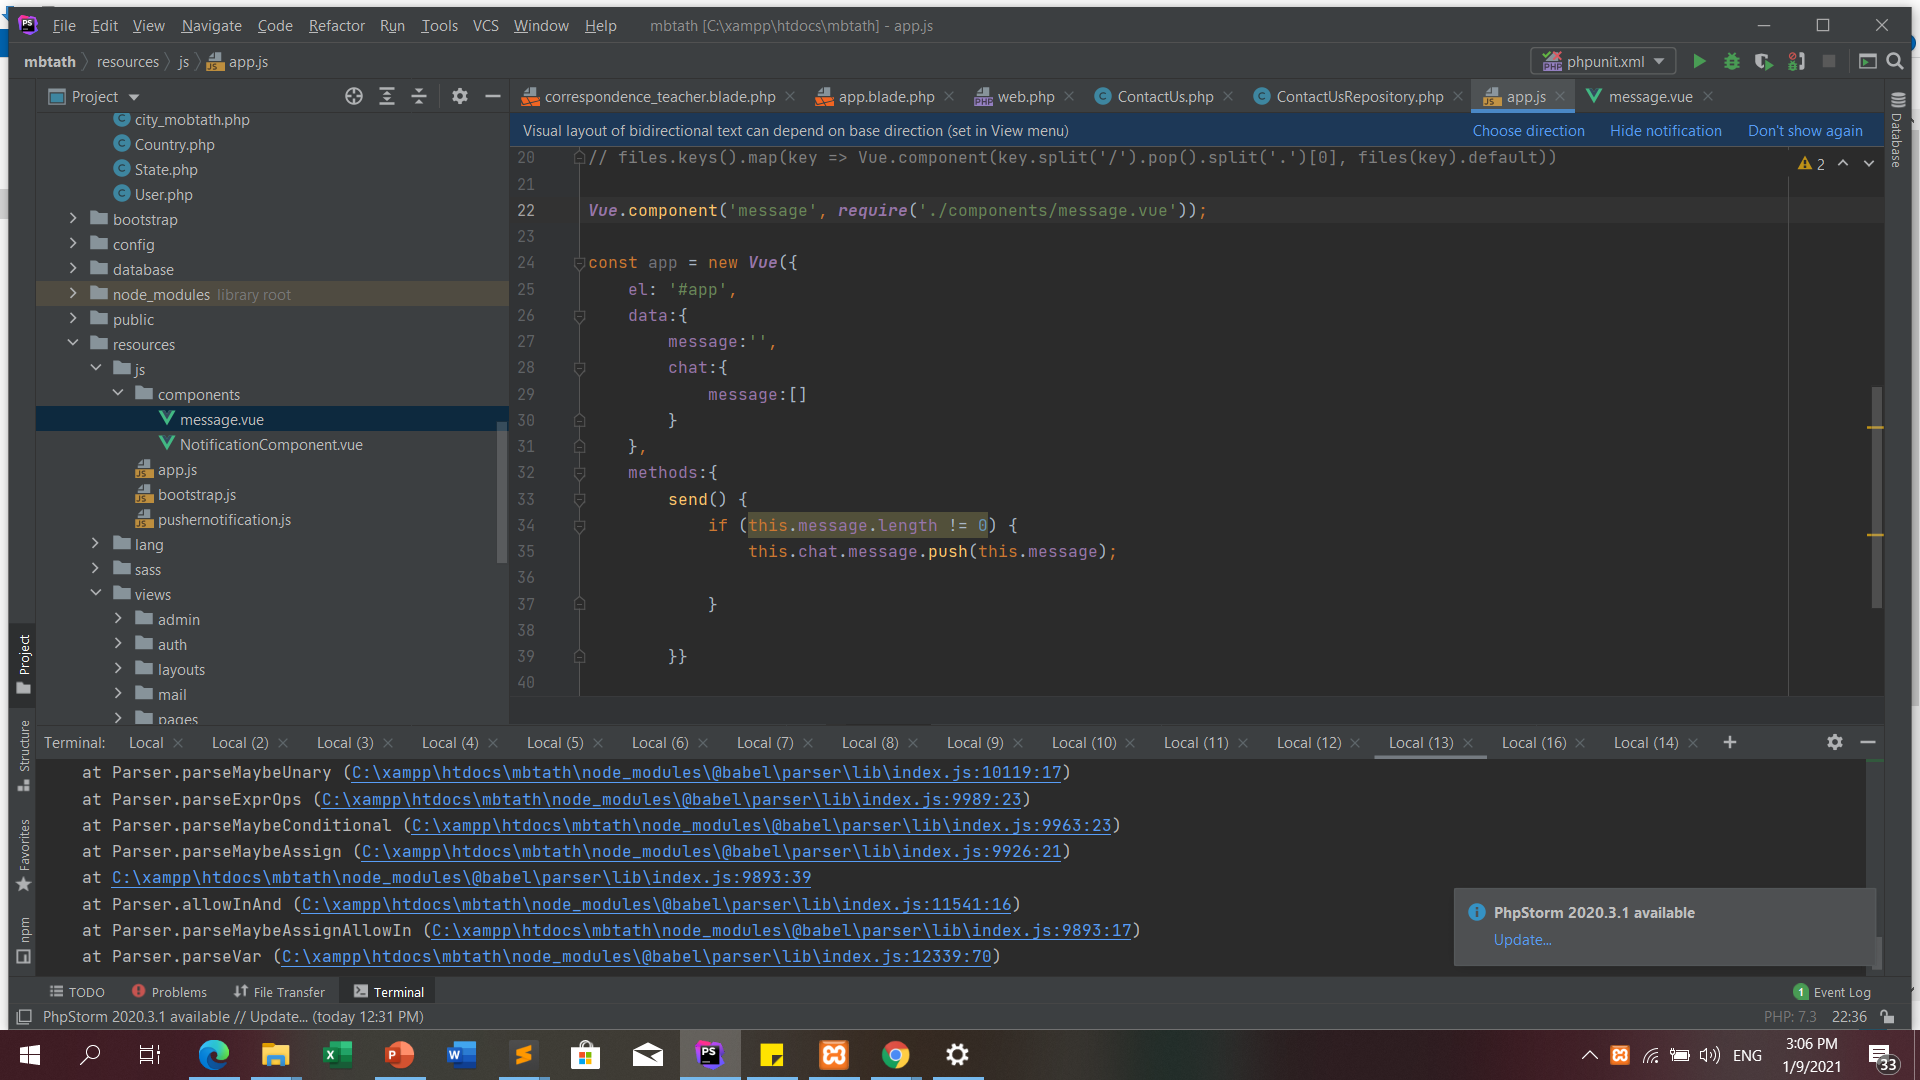 File Edit View Navigate Code Refactor Run Tools VCS Window Help mbtath [C:\xampp\htdocs\mbtath] - app.js
mbtath resources js app.js phpunit.xml
Project
correspondence_teacher.blade.php app.blade.php web.php ContactUs.php ContactUsRepository.php app.js message.vue
Visual layout of bidirectional text can depend on base direction (set in View menu) Choose direction Hide notification Don't show again
city_mobtath.php
Country.php
State.php
User.php
bootstrap
config
database
node_modules library root
public
resources
js
components
message.vue
NotificationComponent.vue
app.js
bootstrap.js
pushernotification.js
lang
sass
views
admin
auth
layouts
mail
pages
20 // files.keys().map(key => Vue.component(key.split('/').pop().split('.')[0], files(key).default))
2
21
22 Vue.component('message', require('./components/message.vue'));
23
24 const app = new Vue({
25 el: '#app',
26 data:{
27 message:'',
28 chat:{
29 message:[]
30 }
31 },
32 methods:{
33 send() {
34 if (this.message.length != 0) {
35 this.chat.message.push(this.message);
36
37 }
38
39 }}
40
Database
Project
Structure
Favorites
npm
Terminal: Local Local (2) Local (3) Local (4) Local (5) Local (6) Local (7) Local (8) Local (9) Local (10) Local (11) Local (12) Local (13) Local (16) Local (14)
at Parser.parseMaybeUnary (C:\xampp\htdocs\mbtath\node_modules\@babel\parser\lib\index.js:10119:17)
at Parser.parseExprOps (C:\xampp\htdocs\mbtath\node_modules\@babel\parser\lib\index.js:9989:23)
at Parser.parseMaybeConditional (C:\xampp\htdocs\mbtath\node_modules\@babel\parser\lib\index.js:9963:23)
at Parser.parseMaybeAssign (C:\xampp\htdocs\mbtath\node_modules\@babel\parser\lib\index.js:9926:21)
at C:\xampp\htdocs\mbtath\node_modules\@babel\parser\lib\index.js:9893:39
at Parser.allowInAnd (C:\xampp\htdocs\mbtath\node_modules\@babel\parser\lib\index.js:11541:16)
at Parser.parseMaybeAssignAllowIn (C:\xampp\htdocs\mbtath\node_modules\@babel\parser\lib\index.js:9893:17)
at Parser.parseVar (C:\xampp\htdocs\mbtath\node_modules\@babel\parser\lib\index.js:12339:70)
PhpStorm 2020.3.1 available
Update...
TODO Problems File Transfer Terminal 1 Event Log
PhpStorm 2020.3.1 available // Update... (today 12:31 PM) PHP: 7.3 22:36
ENG
3:06 PM
1/9/2021
33